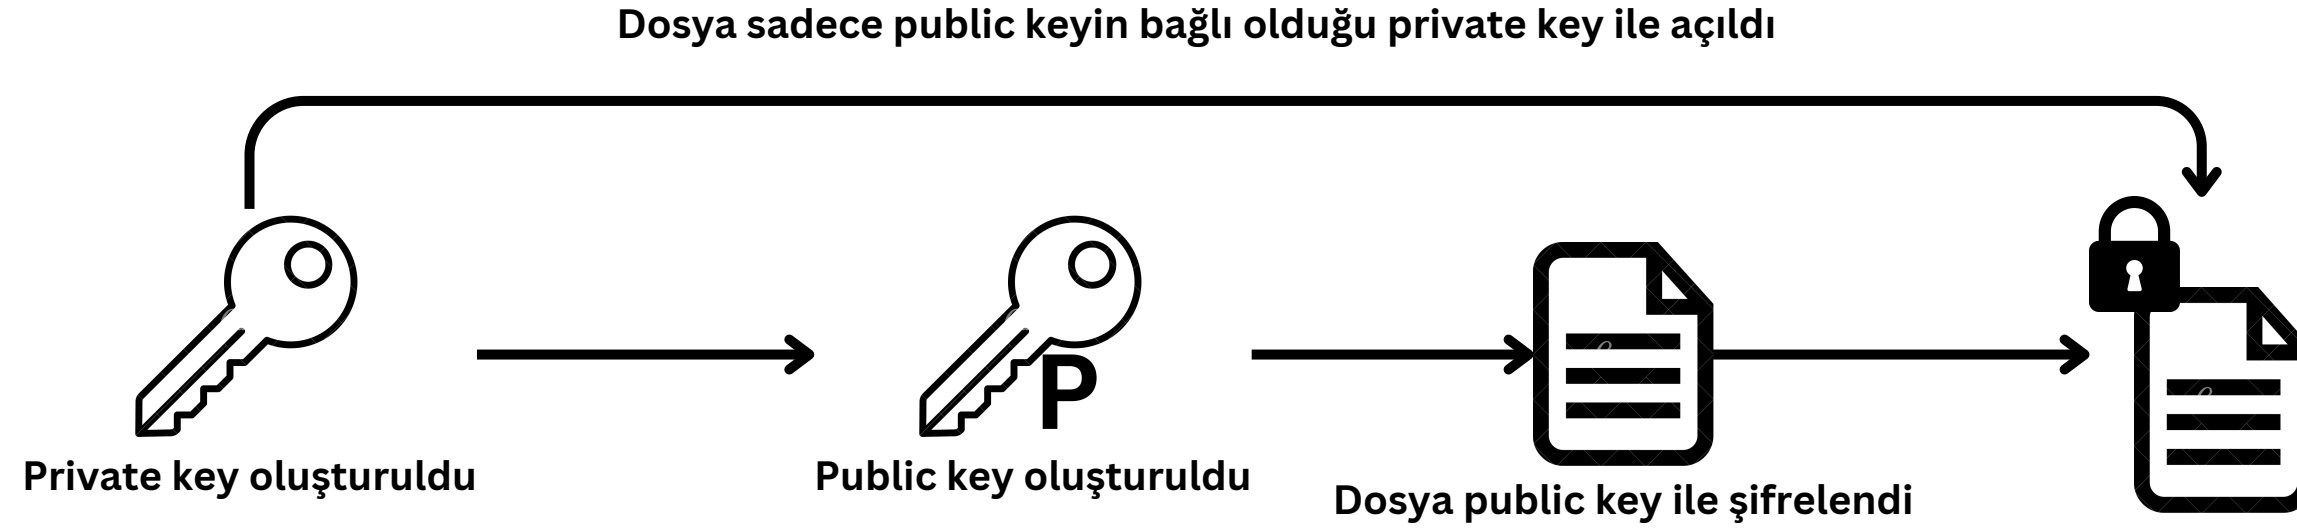 Dosya sadece public keyin bağlı olduğu private key ile açıldı
P
Private key oluşturuldu
Public key oluşturuldu
Dosya public key ile şifrelendi